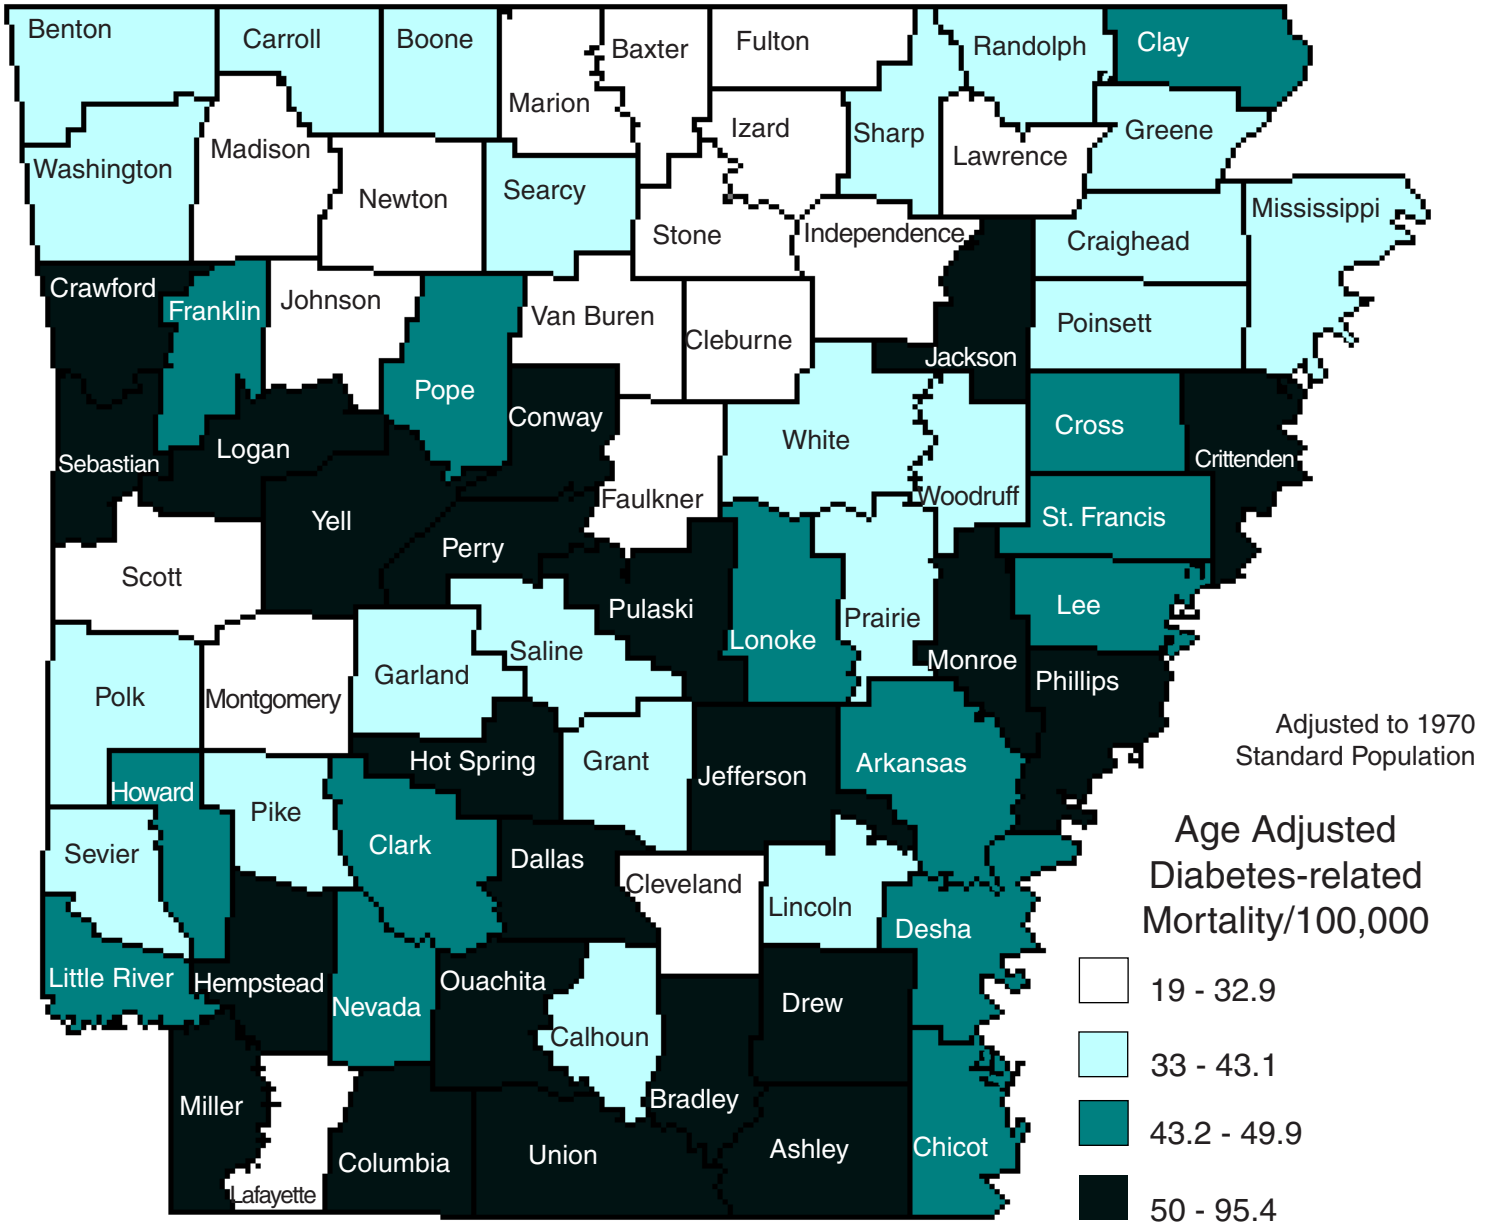 Benton
Carroll
Boone
Baxter
Fulton
Randolph
Clay
Marion
Izard
Sharp
Greene
Madison
Lawrence
Washington
Newton
Searcy
Mississippi
Stone
Independence
Craighead
Crawford
Franklin
Johnson
Van Buren
Cleburne
Poinsett
Jackson
Pope
Conway
White
Cross
Logan
Sebastian
Crittenden
Faulkner
Woodruff
Yell
St. Francis
Perry
Scott
Pulaski
Lee
Prairie
Lonoke
Saline
Garland
Monroe
Phillips
Polk
Montgomery
Adjusted to 1970
Standard Population
Hot Spring
Grant
Jefferson
Arkansas
Howard
Pike
Clark
Sevier
Dallas
Cleveland
Lincoln
Desha
Little River
Hempstead
Nevada
Ouachita
Drew
Calhoun
Miller
Bradley
Columbia
Union
Ashley
Chicot
Lafayette
Age Adjusted
Diabetes-related
Mortality/100,000
19 - 32.9
33 - 43.1
43.2 - 49.9
50 - 95.4